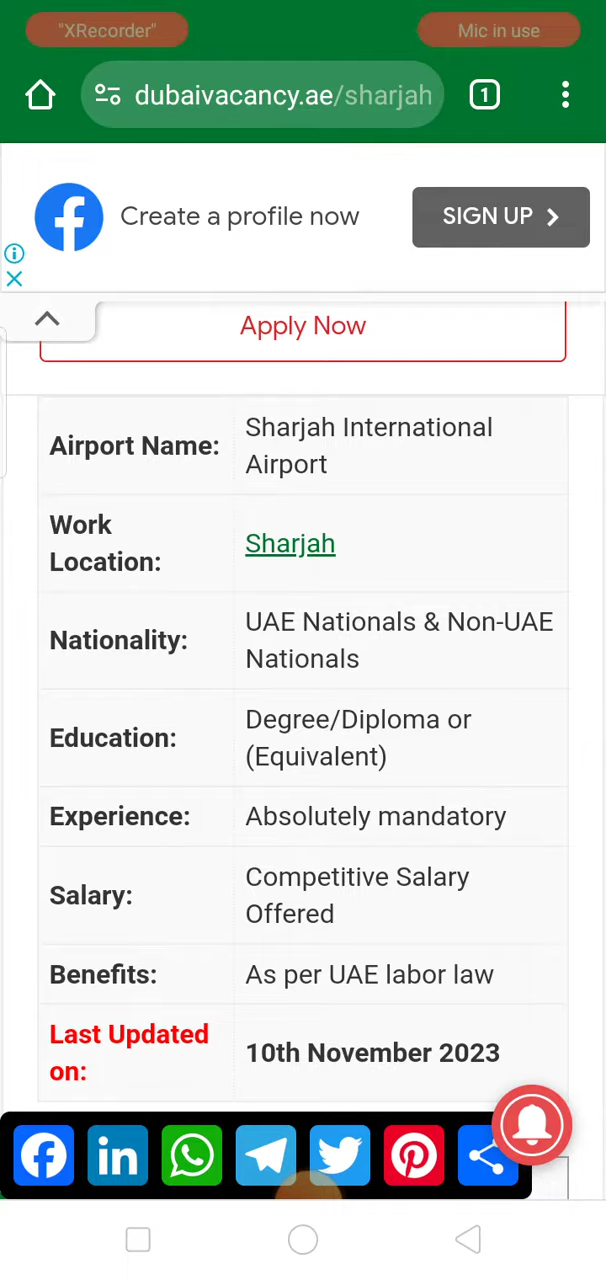 "XRecorder"
Mic in use
dubaivacancy.ae/sharjah
1
Create a profile now
SIGN UP
Apply Now
Airport Name:
Sharjah International
Airport
Work
Location:
Sharjah
Nationality:
UAE Nationals & Non-UAE
Nationals
Education:
Degree/Diploma or
(Equivalent)
Experience:
Absolutely mandatory
Salary:
Competitive Salary
Offered
Benefits:
As per UAE labor law
Last Updated
on:
10th November 2023